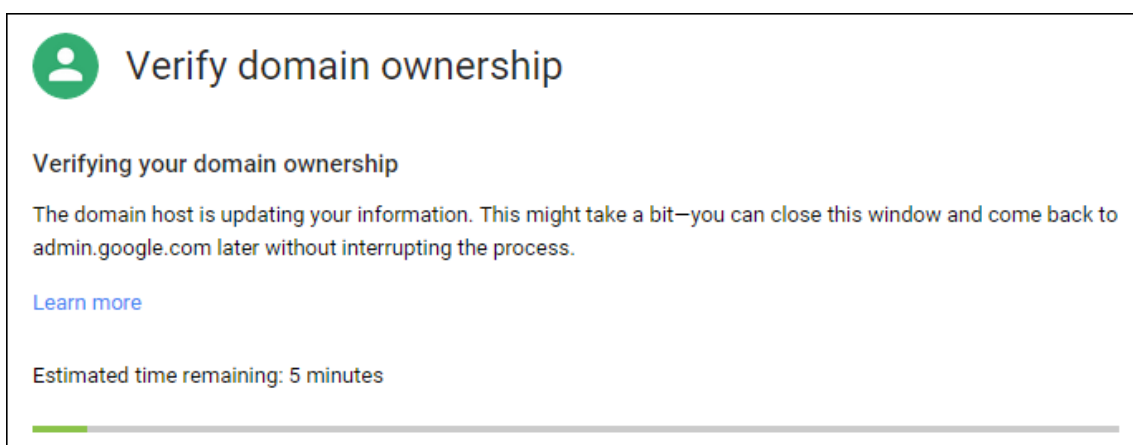 Verify domain ownership
Verifying your domain ownership
The domain host is updating your information. This might take a bit—you can close this window and come back to
admin.google.com later without interrupting the process.
Learn more
Estimated time remaining: 5 minutes